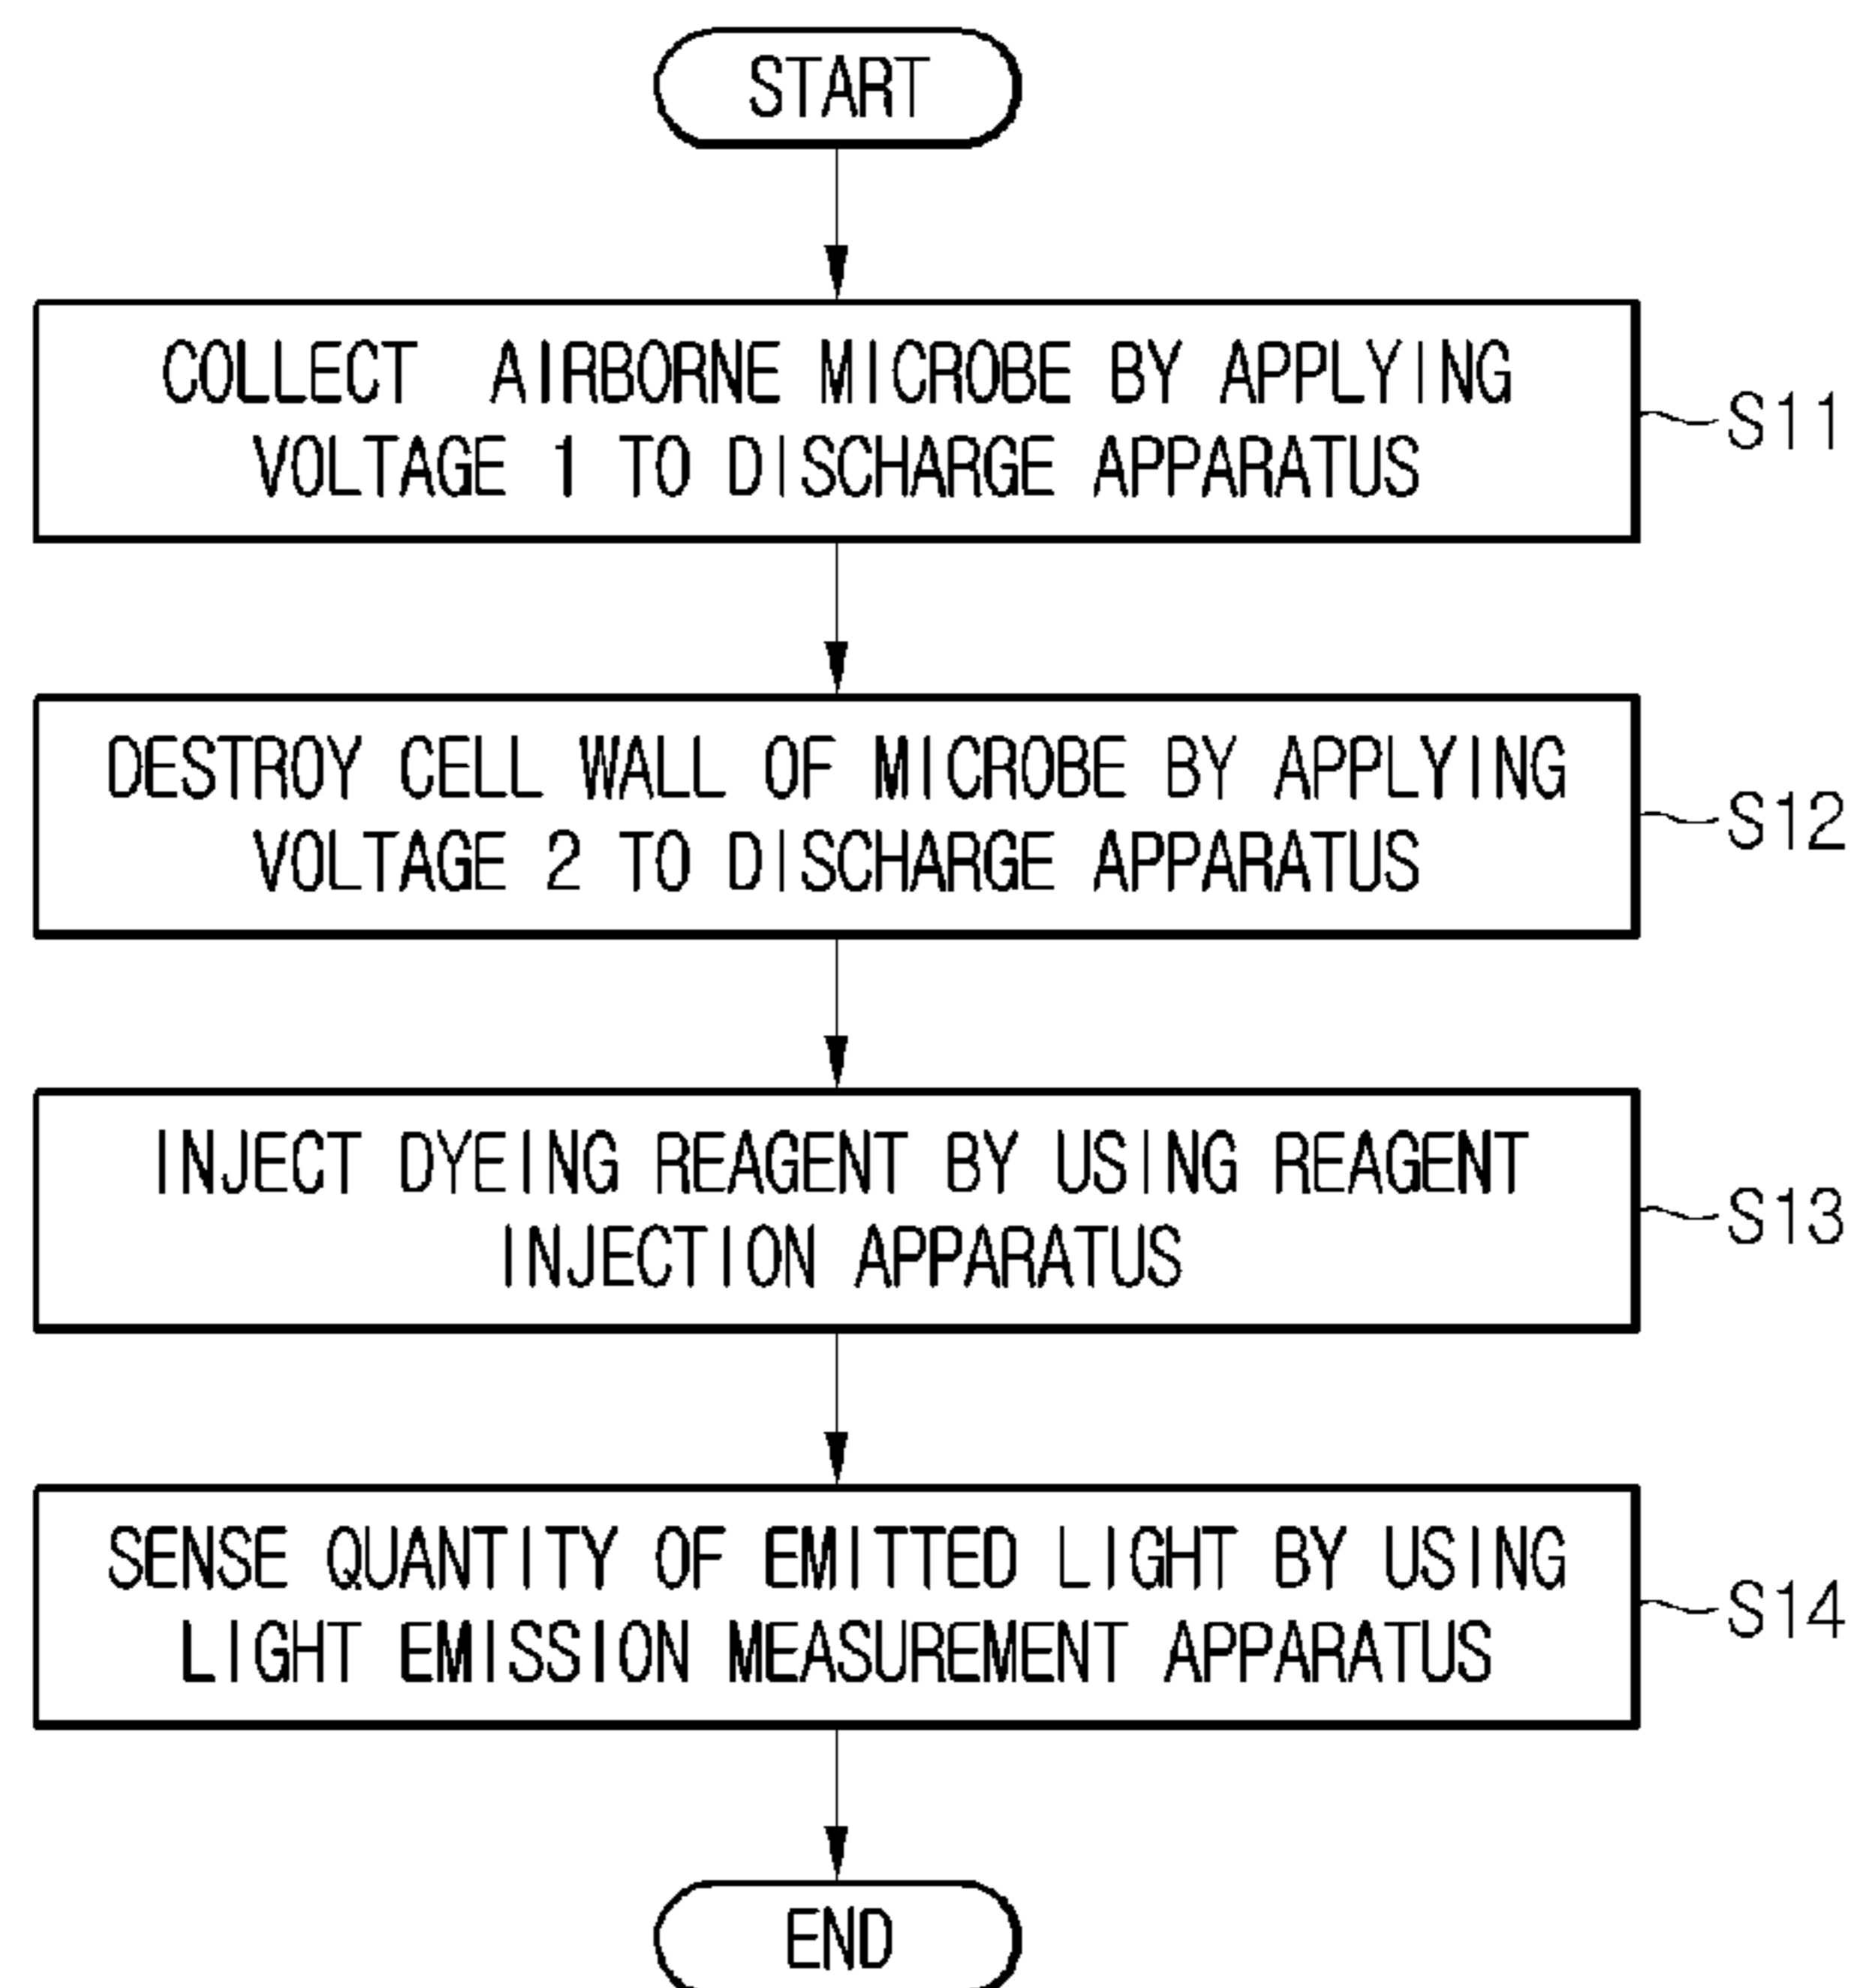 START
COLLECT AIRBORNE MICROBE BY APPLYING
VOLTAGE 1 TO DISCHARGE APPARATUS
S11
DESTROY CELL WALL OF MICROBE BY APPLYING
VOLTAGE 2 TO DISCHARGE APPARATUS
S12
INJECT DYEING REAGENT BY USING REAGENT
INJECTION APPARATUS
S13
SENSE QUANTITY OF EMITTED LIGHT BY USING
LIGHT EMISSION MEASUREMENT APPARATUS
S14
END